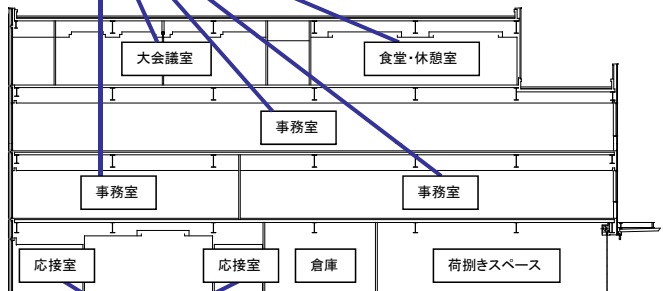 大会議室
食堂・休憩室
事務室
事務室
事務室
応接室
応接室
倉庫
荷捌きスペース